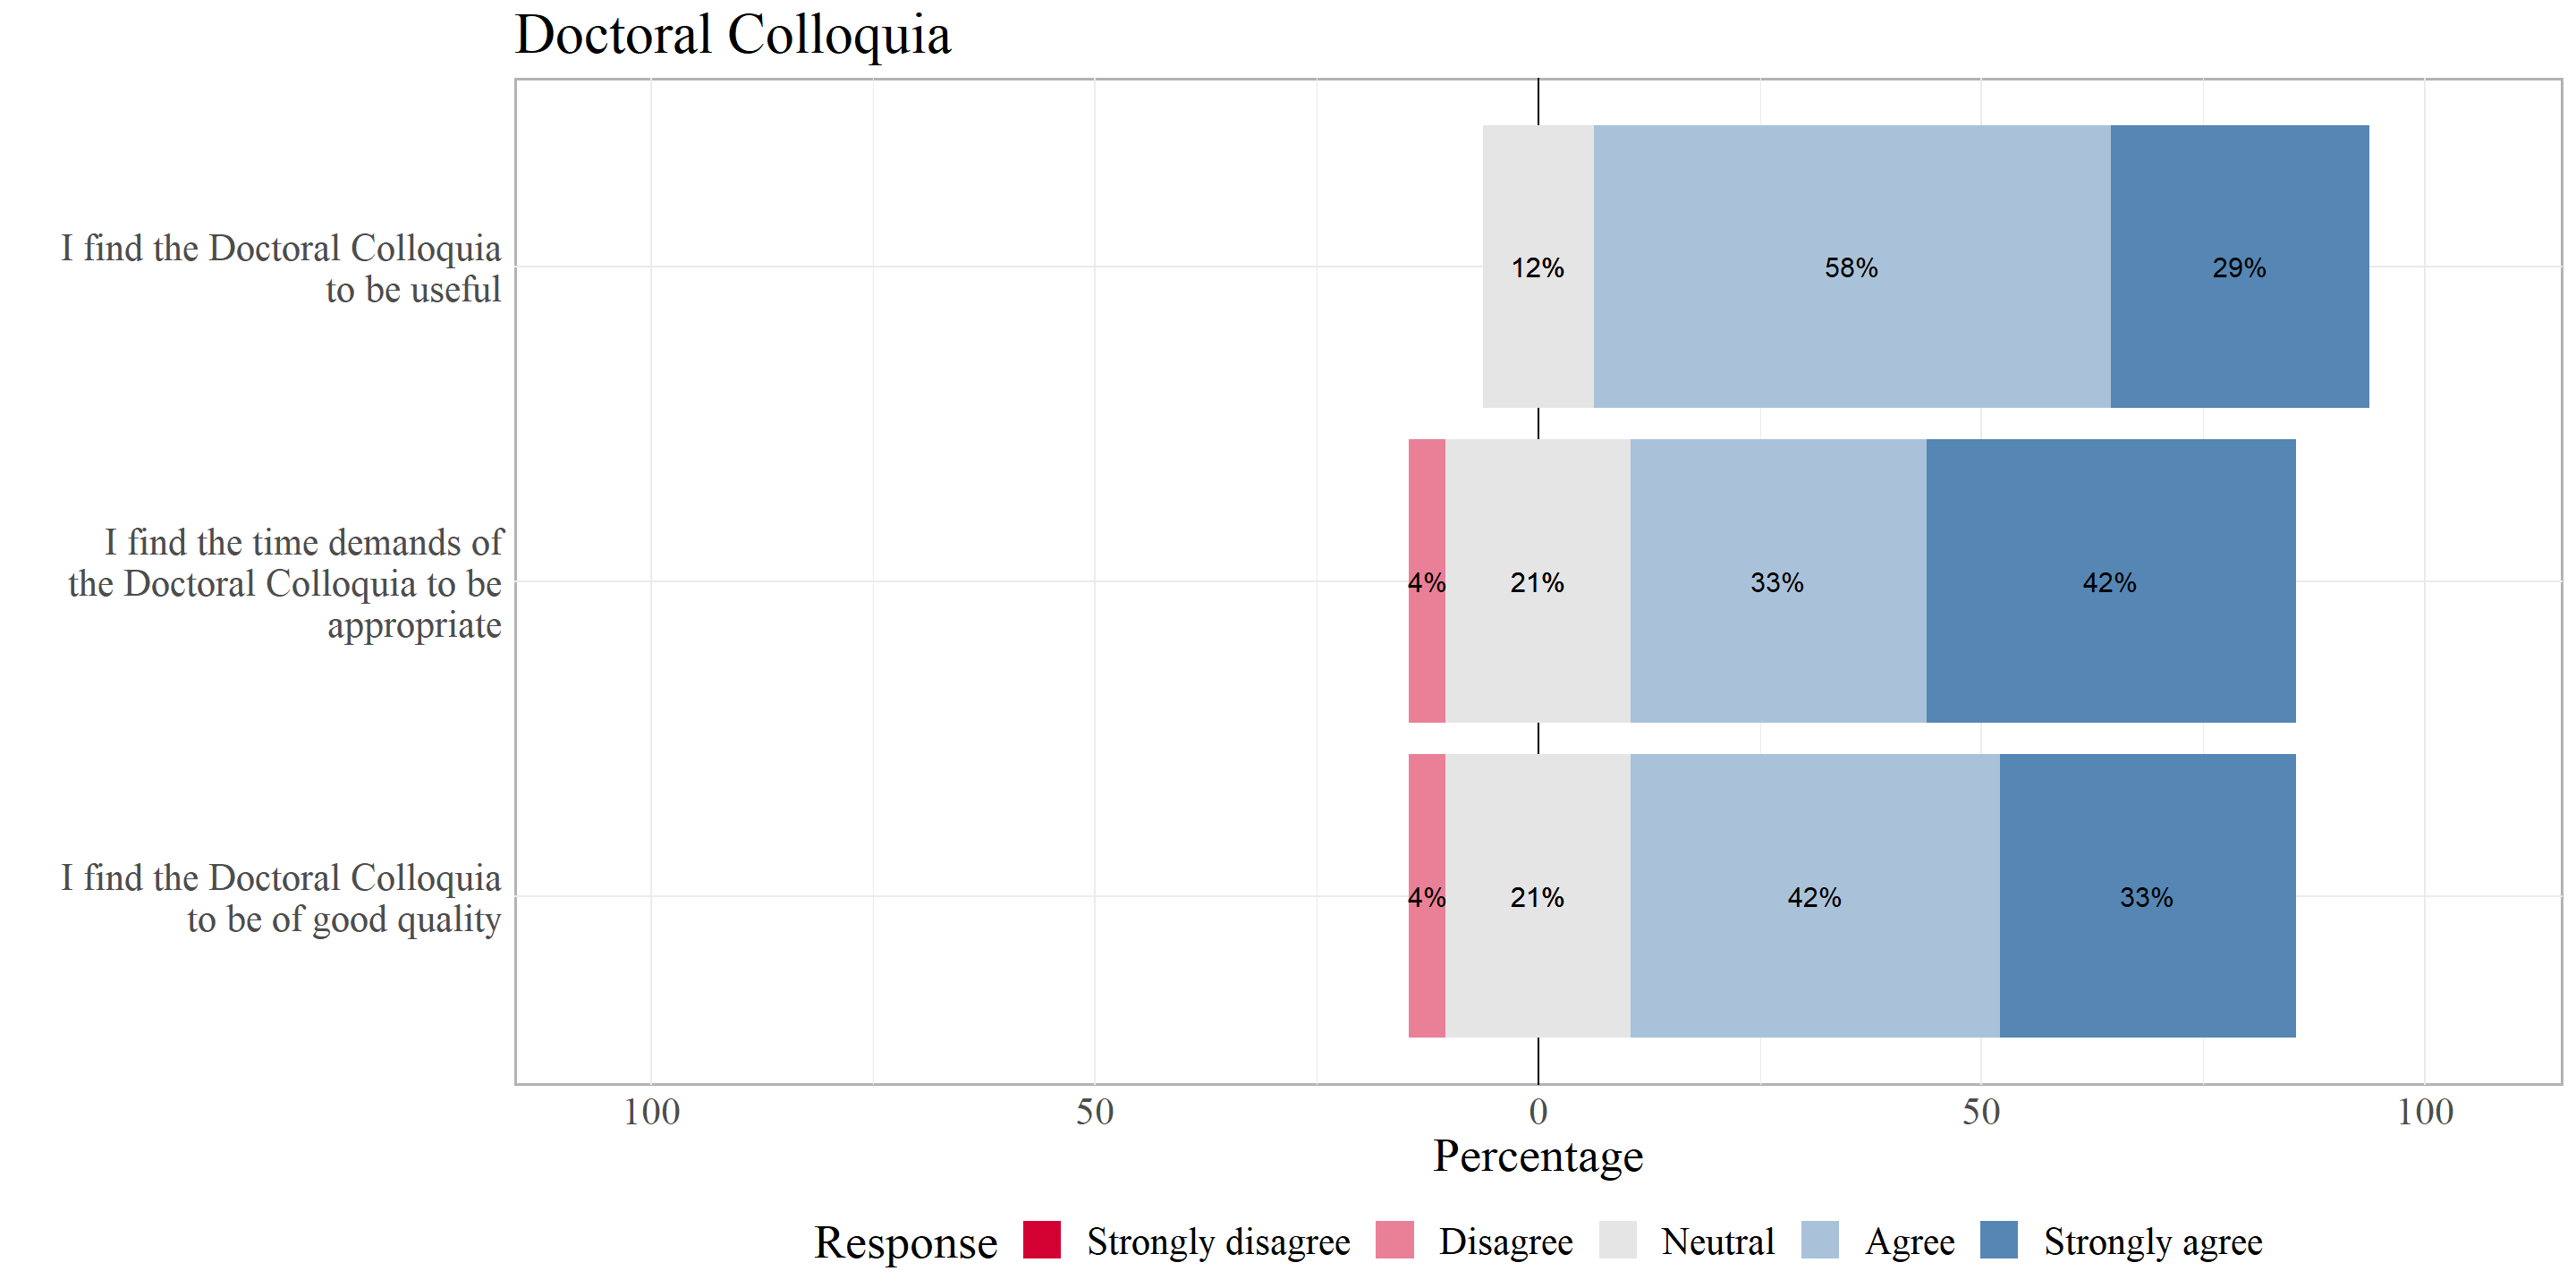 Doctoral Colloquia
I find the Doctoral Colloquia
to be useful
12% 58% 29%
I find the time demands of
the Doctoral Colloquia to be
appropriate
4% 21% 33% 42%
I find the Doctoral Colloquia
to be of good quality
4% 21% 42% 33%
100 50 0 50 100
Percentage
Response Strongly disagree Disagree Neutral Agree Strongly agree